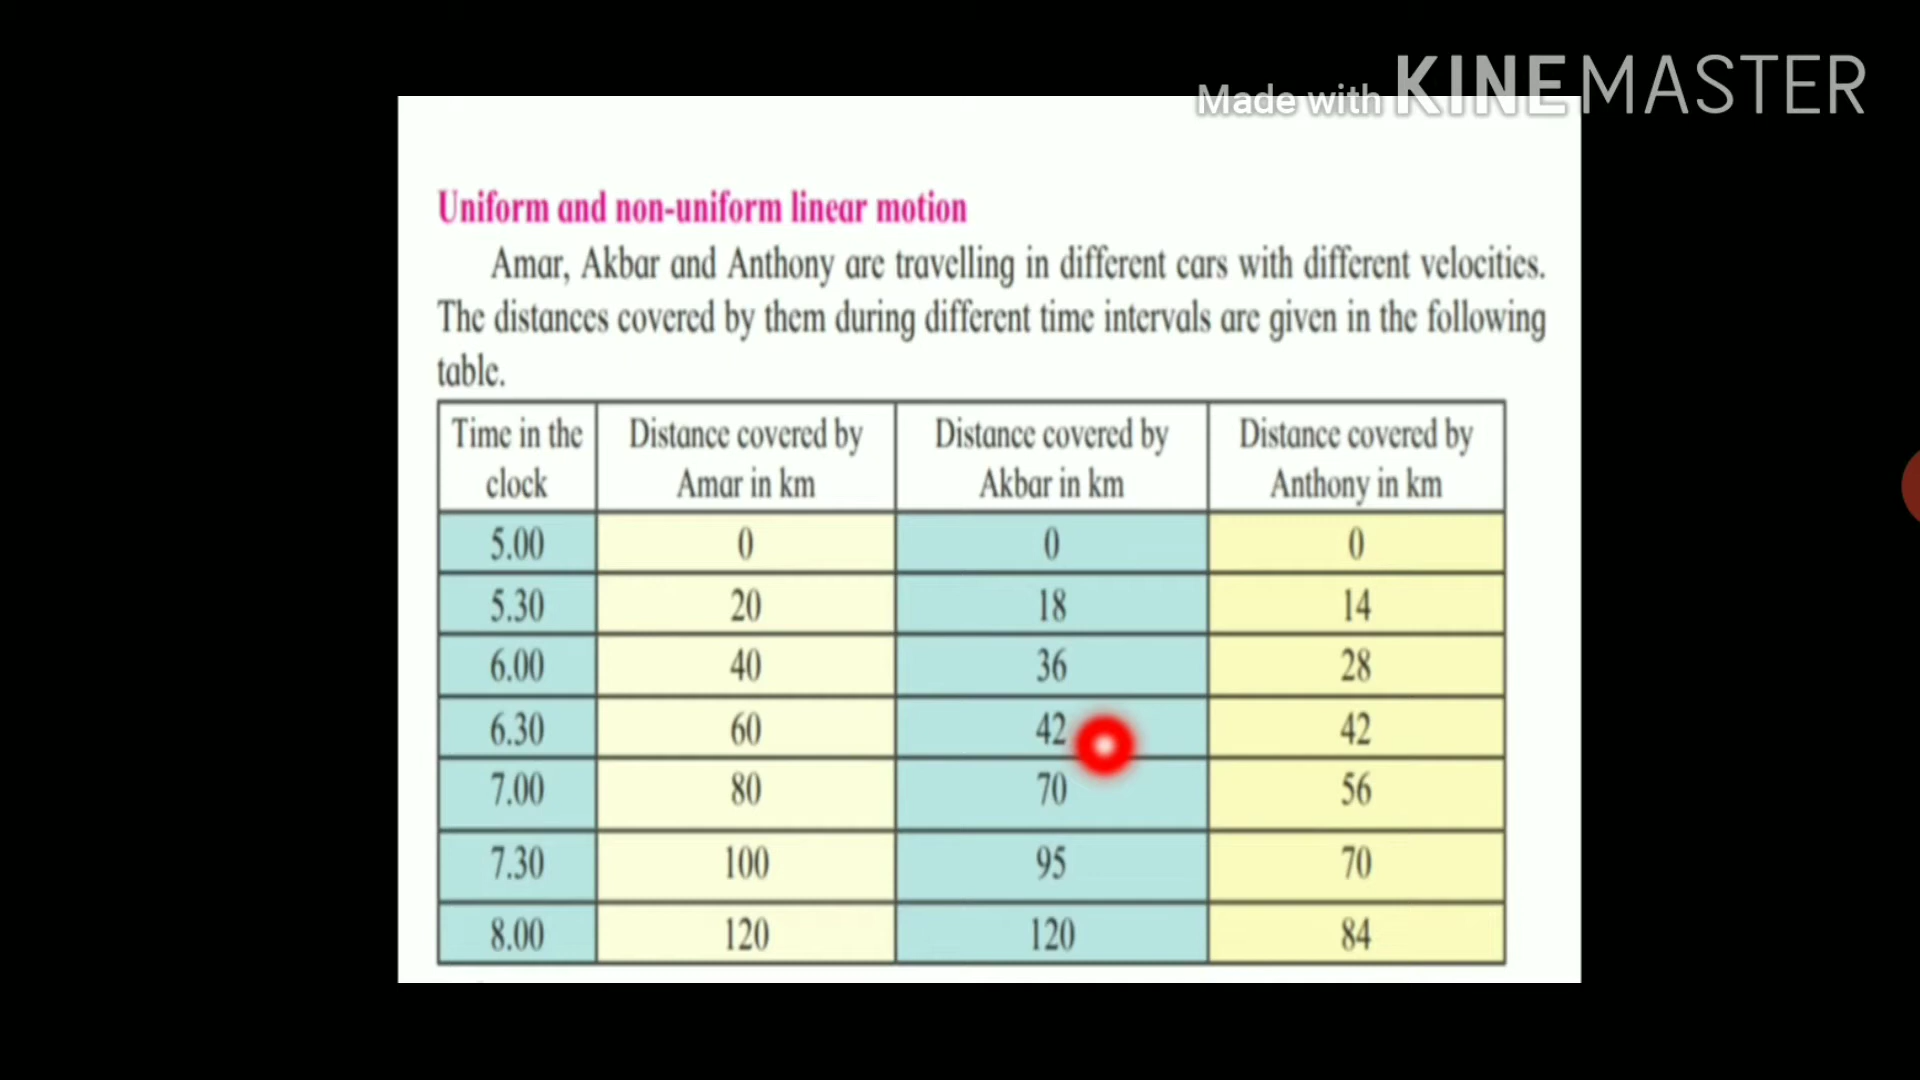 Made with KINEMASTER
Uniform and non-uniform linear motion
Amar, Akbar and Anthony are travelling in different cars with different velocities.
The distances covered by them during different time intervals are given in the following
table.
Time in the clock Distance covered by Amar in km Distance covered by Akbar in km Distance covered by Anthony in km
5.00 0 0 0
5.30 20 18 14
6.00 40 36 28
6.30 60 42 42
7.00 80 70 56
7.30 100 95 70
8.00 120 120 84